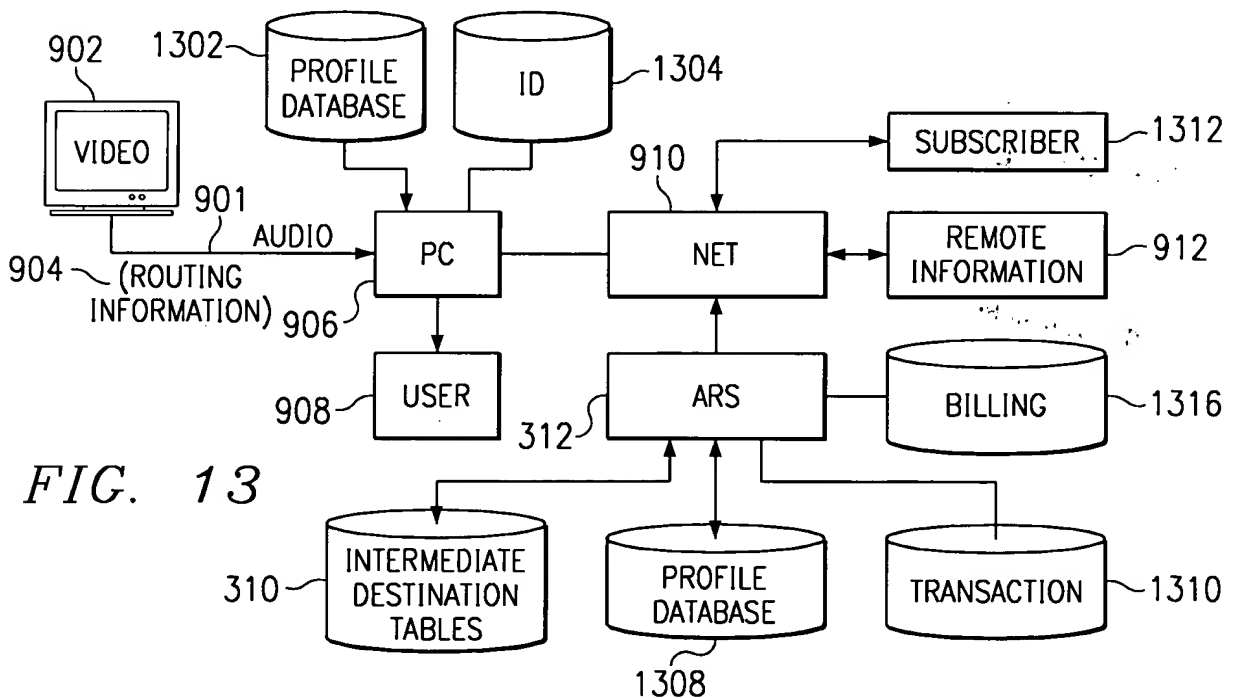 1302
902
PROFILE
DATABASE
ID
1304
VIDEO
910
SUBSCRIBER
1312
901
AUDIO
PC
NET
REMOTE
INFORMATION
912
904
(ROUTING
INFORMATION)
906
USER
908
ARS
312
BILLING
1316
FIG. 13
310
INTERMEDIATE
DESTINATION
TABLES
PROFILE
DATABASE
TRANSACTION
1310
1308